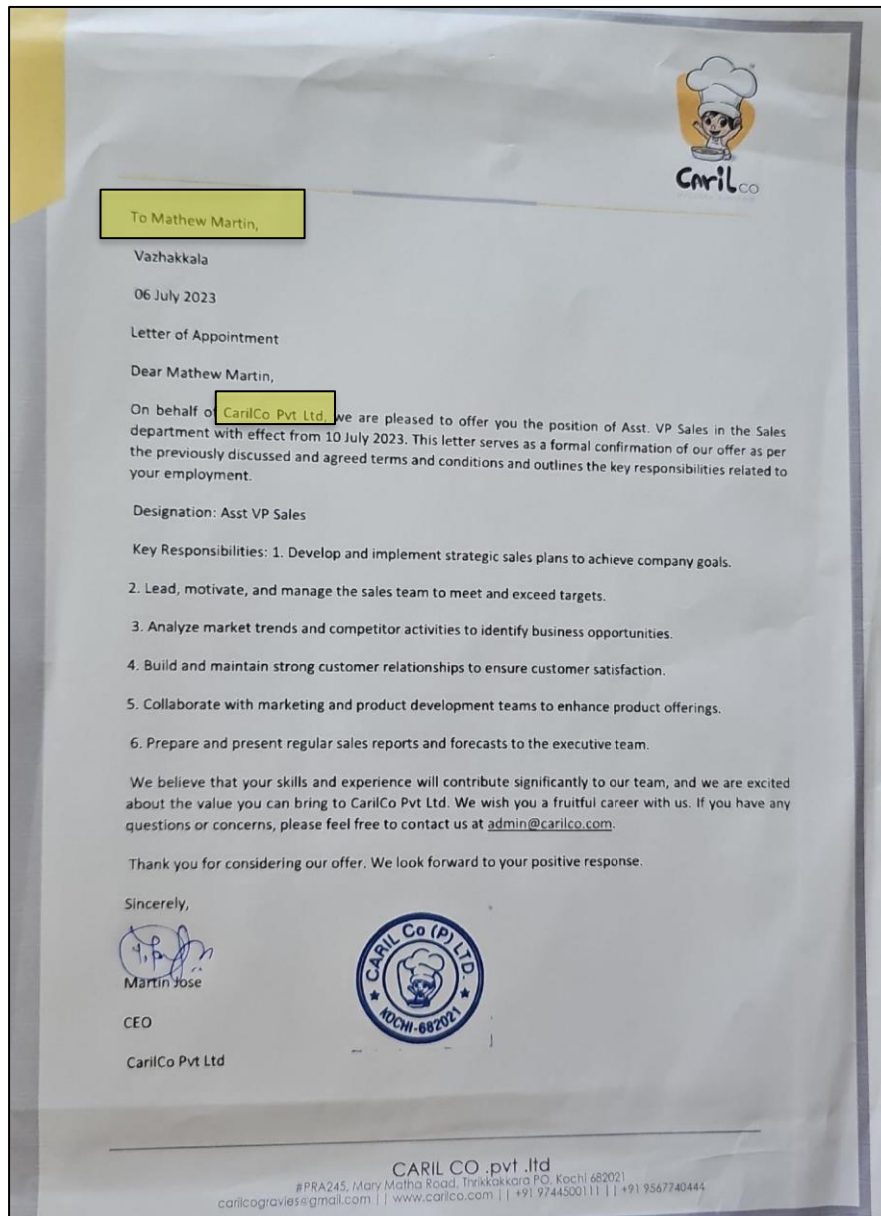 Caril co
To Mathew Martin,
Vazhakkala
06 July 2023
Letter of Appointment
Dear Mathew Martin,
On behalf of CarilCo Pvt Ltd, we are pleased to offer you the position of Asst. VP Sales in the Sales
department with effect from 10 July 2023. This letter serves as a formal confirmation of our offer as per
the previously discussed and agreed terms and conditions and outlines the key responsibilities related to
your employment.
Designation: Asst VP Sales
Key Responsibilities: 1. Develop and implement strategic sales plans to achieve company goals.
2. Lead, motivate, and manage the sales team to meet and exceed targets.
3. Analyze market trends and competitor activities to identify business opportunities.
4. Build and maintain strong customer relationships to ensure customer satisfaction.
5. Collaborate with marketing and product development teams to enhance product offerings.
6. Prepare and present regular sales reports and forecasts to the executive team.
We believe that your skills and experience will contribute significantly to our team, and we are excited
about the value you can bring to CarilCo Pvt Ltd. We wish you a fruitful career with us. If you have any
questions or concerns, please feel free to contact us at admin@carilco.com.
Thank you for considering our offer. We look forward to your positive response.
Sincerely,
Martin Jose
CEO
CarilCo Pvt Ltd
CARIL Co (P) LTD.
★ KOCHI-682021 ★
CARIL CO .pvt .ltd
#PRA245, Mary Matha Road, Thrikkakkara PO, Kochi 682021
carilcogravies@gmail.com | | www.carilco.com | | +91 9744500111 | | +91 9567740444